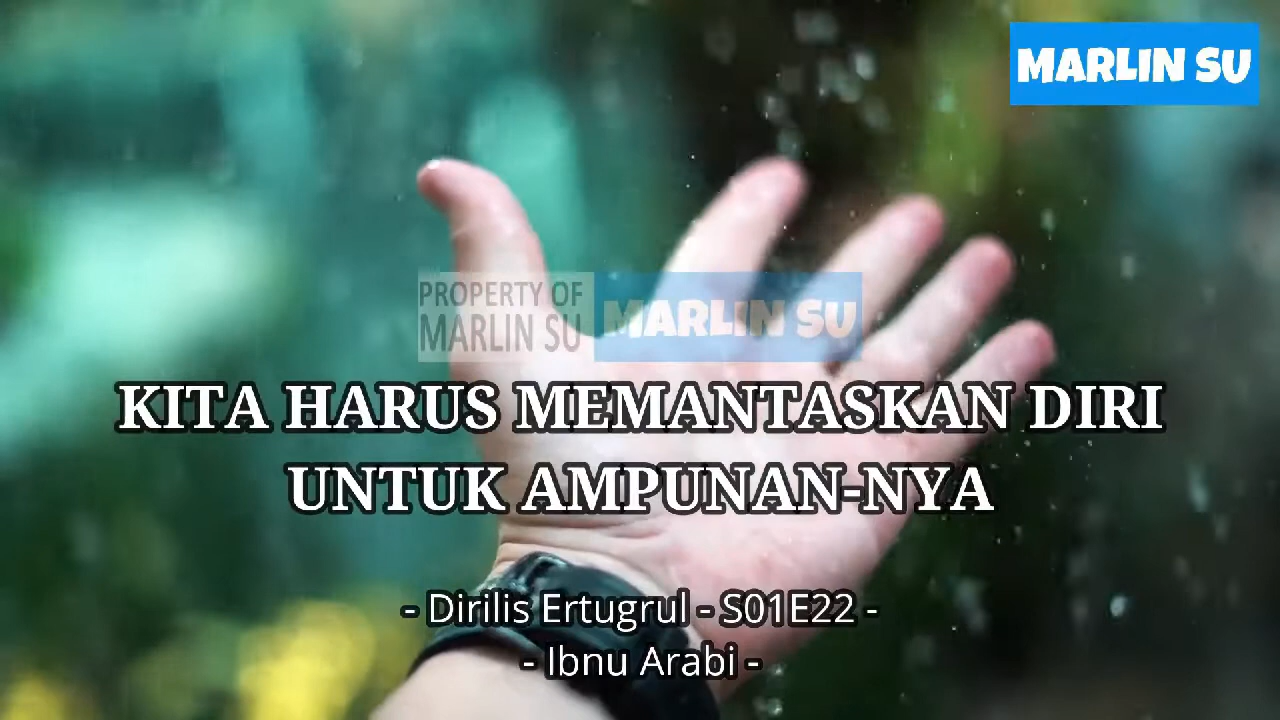 MARLIN SU
PROPERTY OF
MARLIN SU
MARLIN SU
KITA HARUS MEMANTASKAN DIRI
UNTUK AMPUNAN-NYA
- Dirilis Ertugrul - S01E22 -
- Ibnu Arabi -